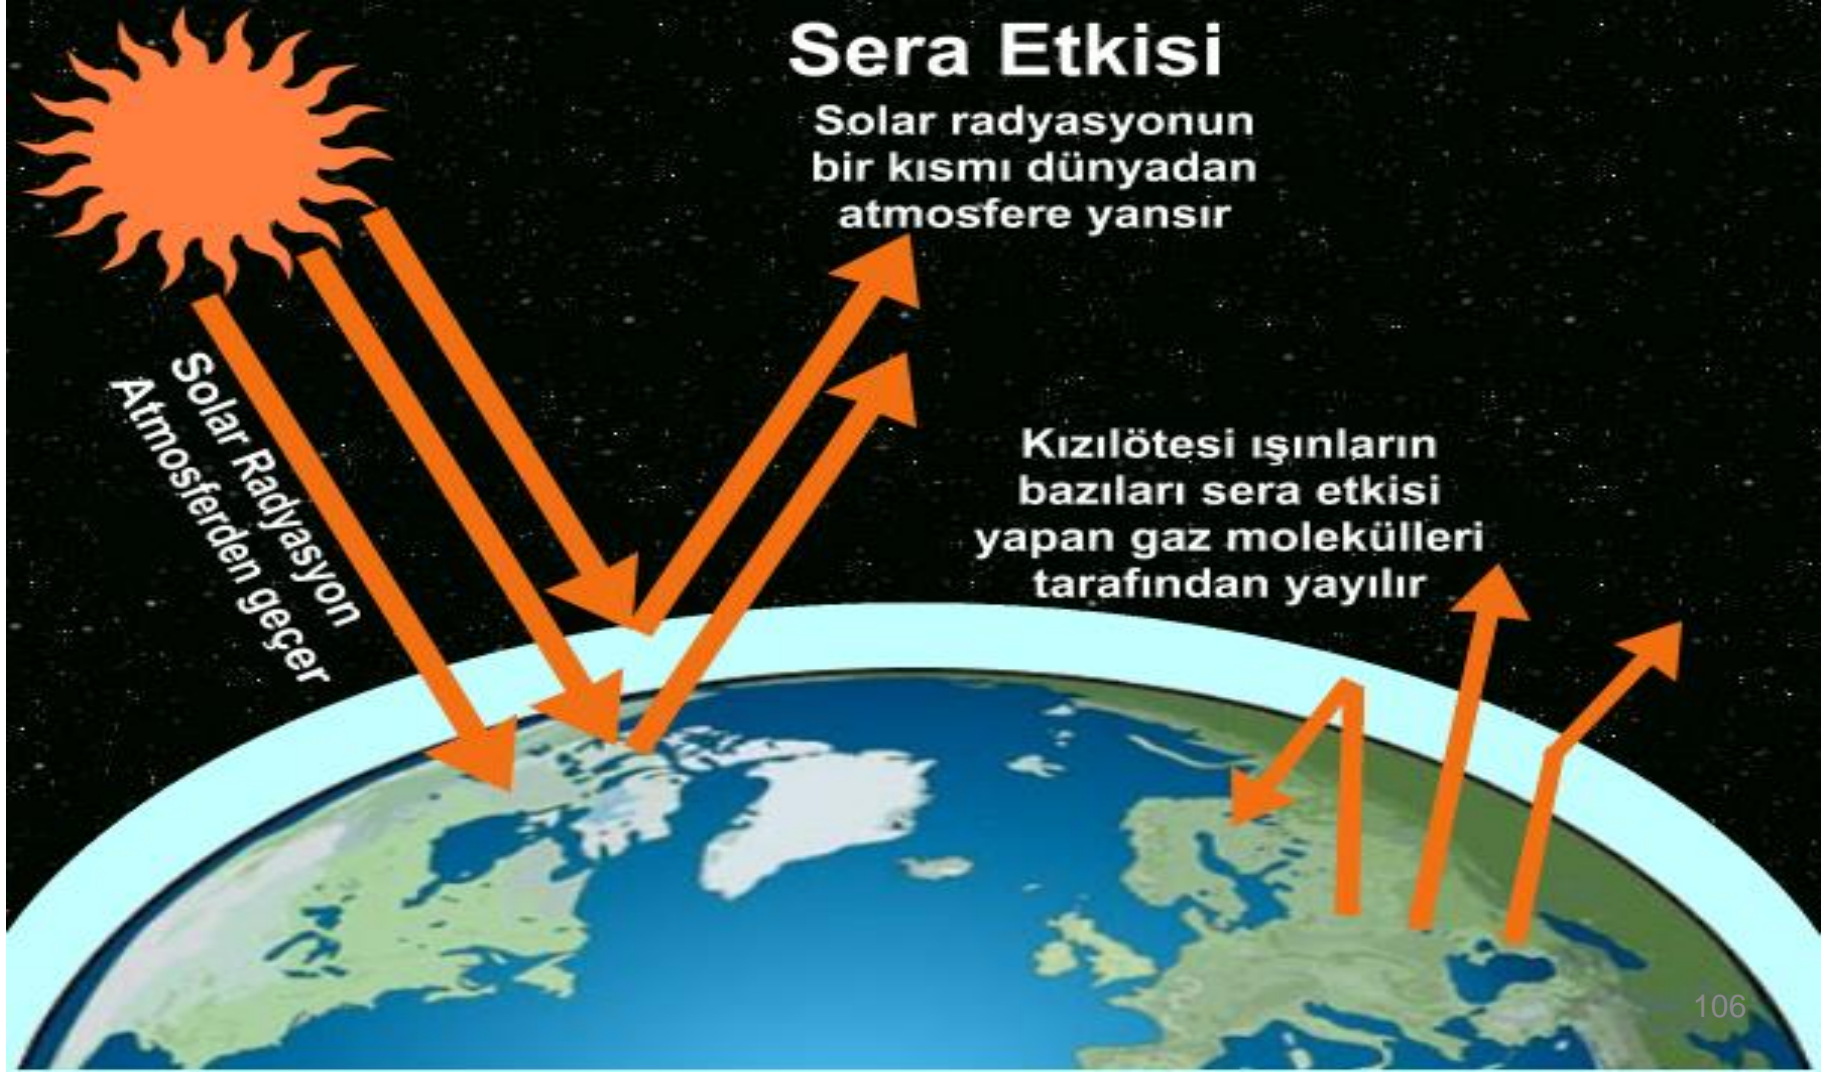 Sera Etkisi
Solar radyasyonun
bir kısmı dünyadan
atmosfere yansır
Solar Radyasyon
Atmosferden geçer
Kızılötesi ışınların
bazıları sera etkisi
yapan gaz molekülleri
tarafından yayılır
106